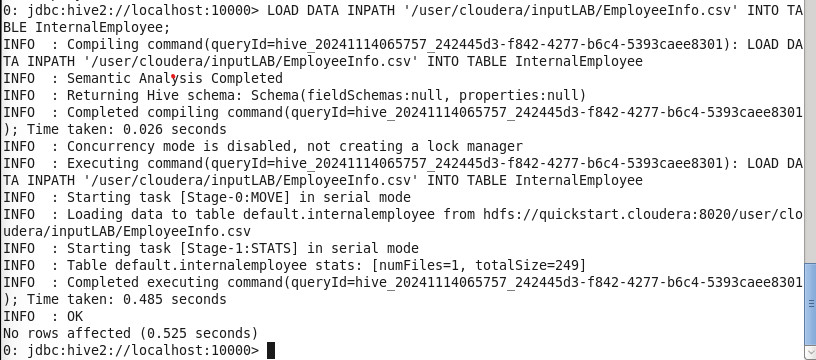 0: jdbc:hive2://localhost:10000> LOAD DATA INPATH '/user/cloudera/inputLAB/EmployeeInfo.csv' INTO TA
BLE InternalEmployee;
INFO  : Compiling command(queryId=hive_20241114065757_242445d3-f842-4277-b6c4-5393caee8301): LOAD DA
TA INPATH '/user/cloudera/inputLAB/EmployeeInfo.csv' INTO TABLE InternalEmployee
INFO  : Semantic Analysis Completed
INFO  : Returning Hive schema: Schema(fieldSchemas:null, properties:null)
INFO  : Completed compiling command(queryId=hive_20241114065757_242445d3-f842-4277-b6c4-5393caee8301
); Time taken: 0.026 seconds
INFO  : Concurrency mode is disabled, not creating a lock manager
INFO  : Executing command(queryId=hive_20241114065757_242445d3-f842-4277-b6c4-5393caee8301): LOAD DA
TA INPATH '/user/cloudera/inputLAB/EmployeeInfo.csv' INTO TABLE InternalEmployee
INFO  : Starting task [Stage-0:MOVE] in serial mode
INFO  : Loading data to table default.internalemployee from hdfs://quickstart.cloudera:8020/user/clo
udera/inputLAB/EmployeeInfo.csv
INFO  : Starting task [Stage-1:STATS] in serial mode
INFO  : Table default.internalemployee stats: [numFiles=1, totalSize=249]
INFO  : Completed executing command(queryId=hive_20241114065757_242445d3-f842-4277-b6c4-5393caee8301
); Time taken: 0.485 seconds
INFO  : OK
No rows affected (0.525 seconds)
0: jdbc:hive2://localhost:10000>